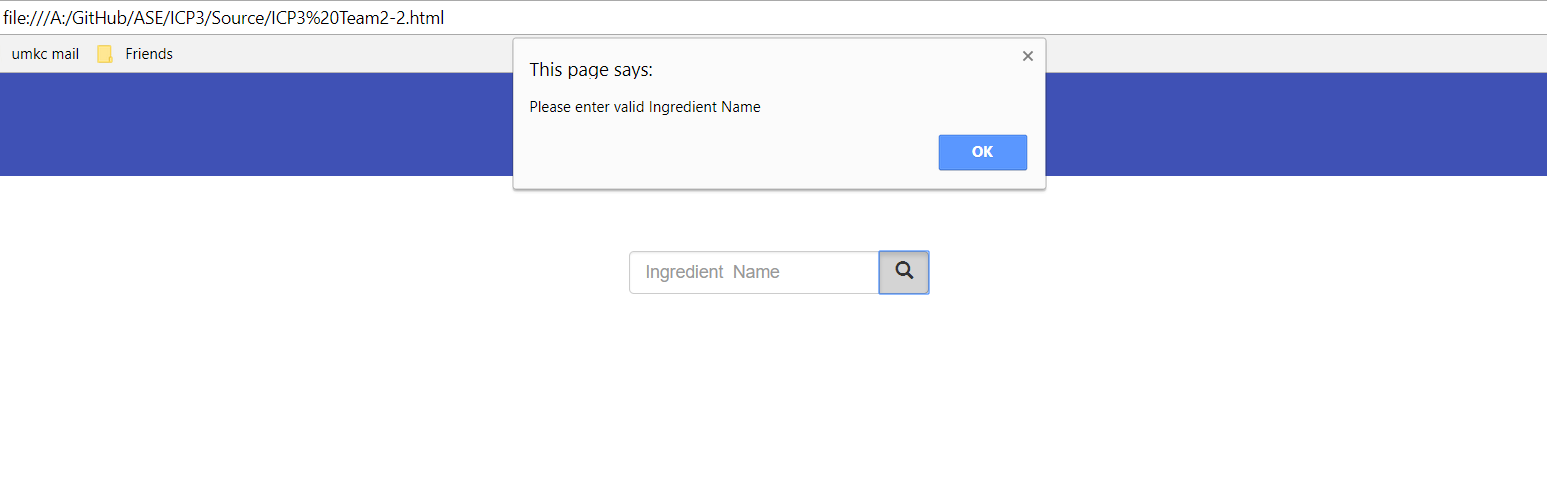 file:///A:/GitHub/ASE/ICP3/Source/ICP3%20Team2-2.html
umkc mail Friends
This page says:
Please enter valid Ingredient Name
OK
Ingredient Name